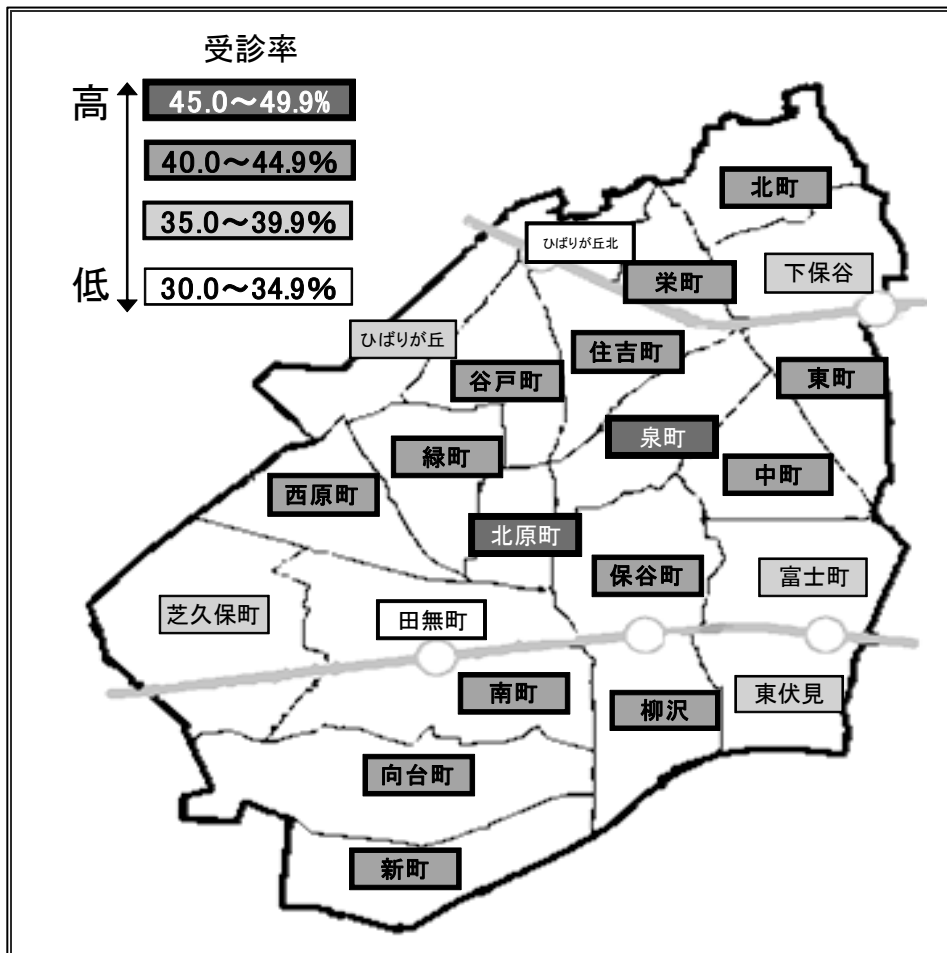 受診率
高
45.0～49.9%
40.0～44.9%
35.0～39.9%
低
30.0～34.9%
北町
ひばりが丘北
下保谷
栄町
ひばりが丘
住吉町
谷戸町
東町
泉町
緑町
中町
西原町
北原町
保谷町
富士町
芝久保町
田無町
南町
柳沢
東伏見
向台町
新町